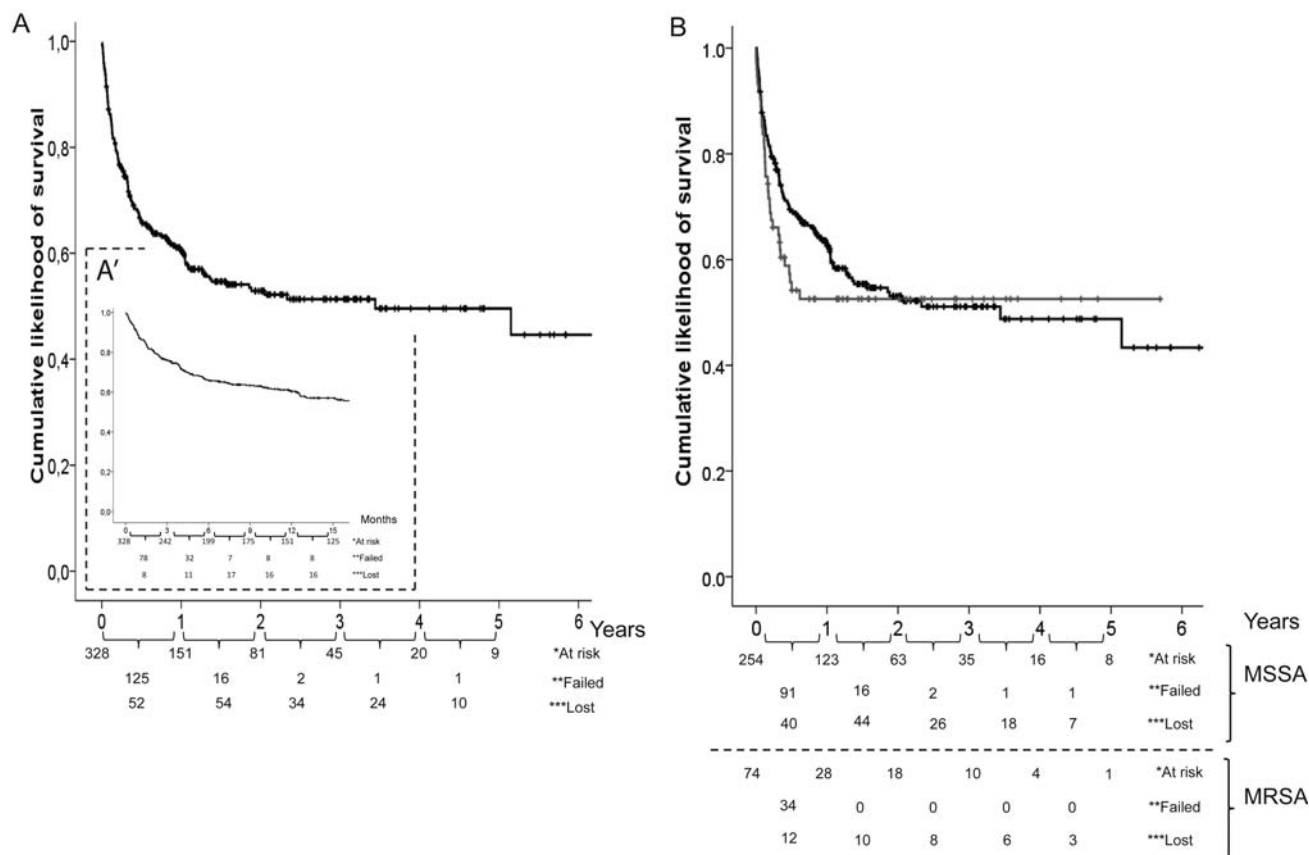 A
Cumulative likelihood of survival
1,0
0,8
0,6
0,4
0,2
0,0
A'
1,0
0,8
0,6
0,4
0,2
0,0
Months
0 3 6 9 12 15
328 242 199 175 151 125 *At risk
78 32 7 8 8 **Failed
8 11 17 16 16 ***Lost
0 1 2 3 4 5 6 Years
328 151 81 45 20 9 *At risk
125 16 2 1 1 **Failed
52 54 34 24 10 ***Lost
B
Cumulative likelihood of survival
1.0
0.8
0.6
0.4
0.2
0.0
0 1 2 3 4 5 6 Years
254 123 63 35 16 8 *At risk
91 16 2 1 1 **Failed
40 44 26 18 7 ***Lost
MSSA
74 28 18 10 4 1 *At risk
34 0 0 0 0 **Failed
12 10 8 6 3 ***Lost
MRSA